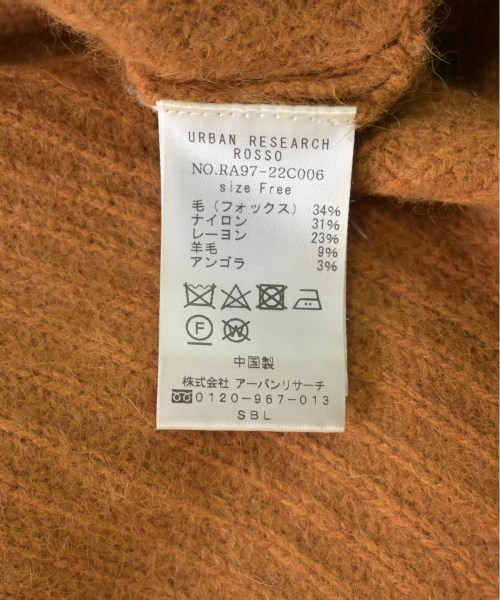 URBAN RESEARCH
ROSSO
NO.RA97-22C006
size Free
毛(フォックス) 34%
ナイロン 31%
レーヨン 23%
羊毛 9%
アンゴラ 3%
F W
中国製
株式会社 アーバンリサーチ
0120-967-013
SBL